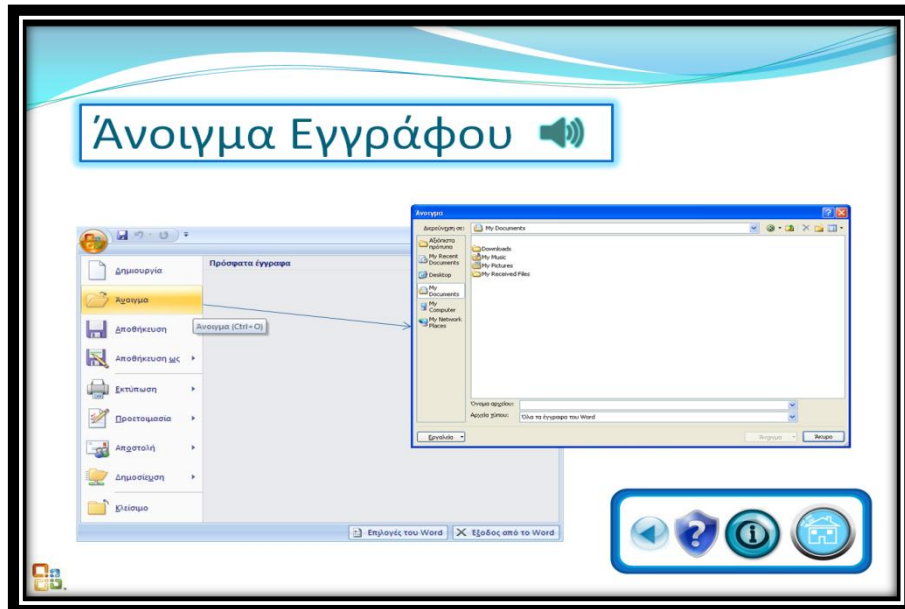 Άνοιγμα Εγγράφου
Πρόσφατα έγγραφα
Δημιουργία
Άνοιγμα
Άνοιγμα (Ctrl+O)
Αποθήκευση
Αποθήκευση ως
Εκτύπωση
Προετοιμασία
Αποστολή
Δημοσίευση
Κλείσιμο
Επιλογές του Word
Έξοδος από το Word
Άνοιγμα
Διερεύνηση σε:
My Documents
Αξιόπιστα
πρότυπα
My Recent
Documents
Desktop
My
Documents
My
Computer
My Network
Places
Downloads
My Music
My Pictures
My Received Files
Όνομα αρχείου:
Αρχεία τύπου:
Όλα τα έγγραφα του Word
Εργαλεία
Άνοιγμα
Άκυρο